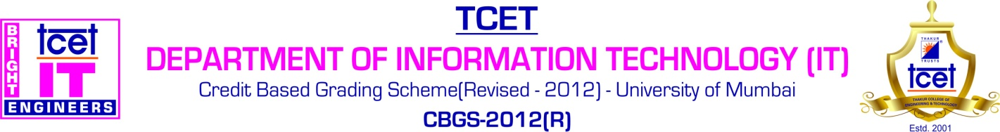 BRIGHT
tcet
IT
ENGINEERS
TCET
DEPARTMENT OF INFORMATION TECHNOLOGY (IT)
Credit Based Grading Scheme(Revised - 2012) - University of Mumbai
CBGS-2012(R)
THAKUR
®
TRUSTS
tcet
THAKUR COLLEGE OF
ENGINEERING & TECHNOLOGY
Estd. 2001